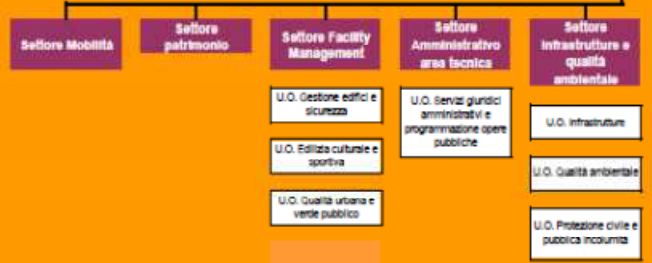 Settore Mobilità
Settore
patrimonio
Settore Facility
Management
U.O. Gestione edifici e
sicurezza
U.O. Edilizia culturale e
sportiva
U.O. Qualità urbana e
verde pubblico
Settore
Amministrativo
area tecnica
U.O. Servizi giuridici
amministrativi e
programmazione opere
pubbliche
Settore
Infrastrutture e
qualità
ambientale
U.O. Infrastrutture
U.O. Qualità ambientale
U.O. Protezione civile e
pubblica incolumità